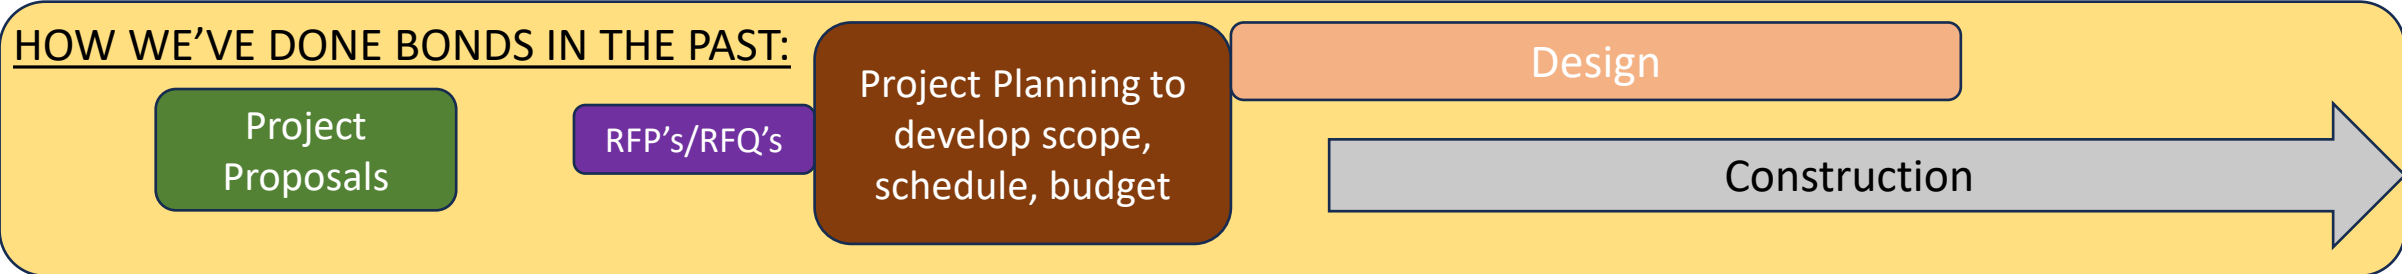 HOW WE’VE DONE BONDS IN THE PAST:
Project
Proposals
RFP’s/RFQ’s
Project Planning to
develop scope,
schedule, budget
Design
Construction